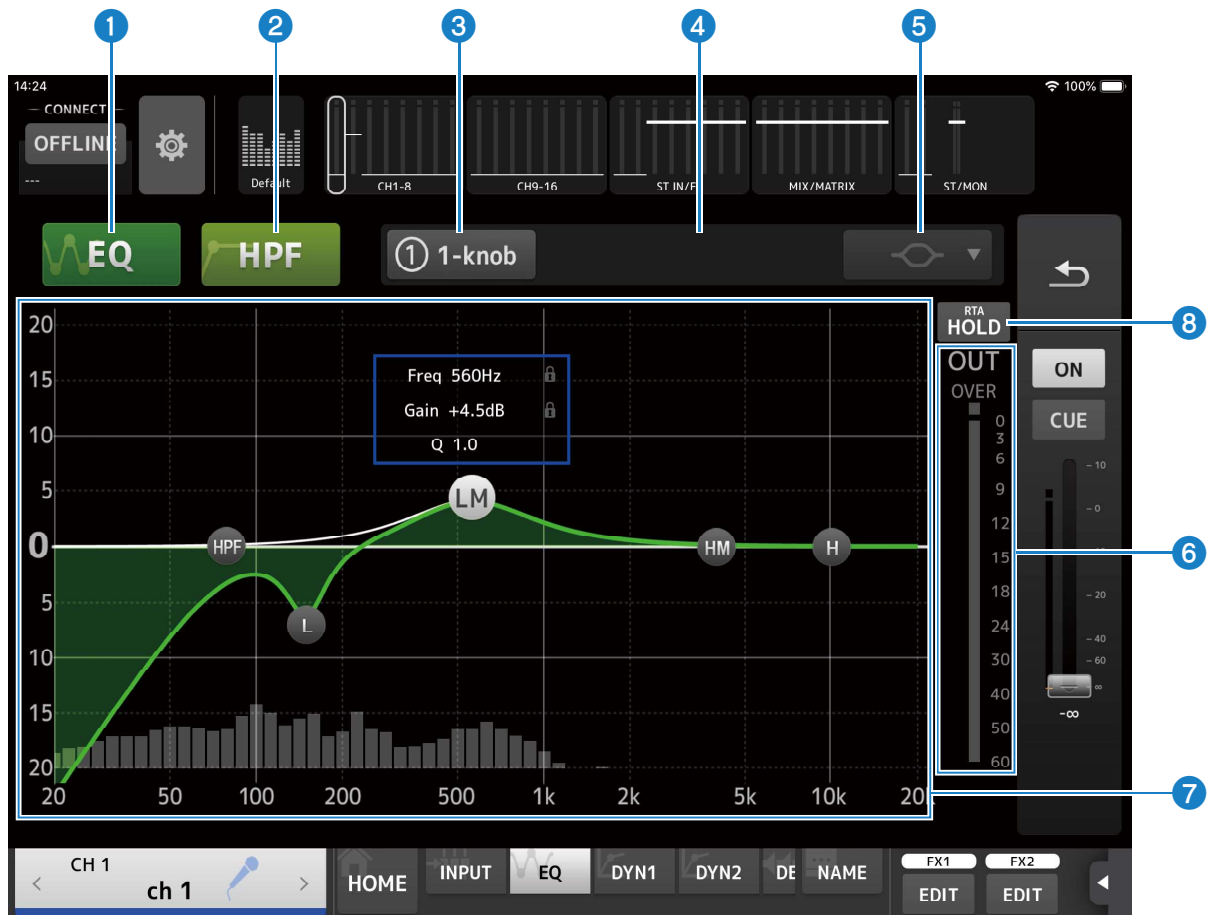 1 2 3 4 5
14:24 100%
CONNECT
OFFLINE
---
Default
CH1-8
CH9-16
MIX/MATRIX
ST/MON
EQ
HPF
1 1-knob
RTA
HOLD
8
OUT
OVER
0
3
6
9
12
15
18
24
30
40
50
60
6
ON
CUE
10
0
20
40
60
∞
-∞
20
15
10
5
0
5
10
15
20
Freq 560Hz
Gain +4.5dB
Q 1.0
HPF
L
LM
HM
H
20 50 100 200 500 1k 2k 5k 10k
7
CH 1
< ch 1 >
HOME
INPUT
EQ
DYN1
DYN2
NAME
FX1
EDIT
FX2
EDIT